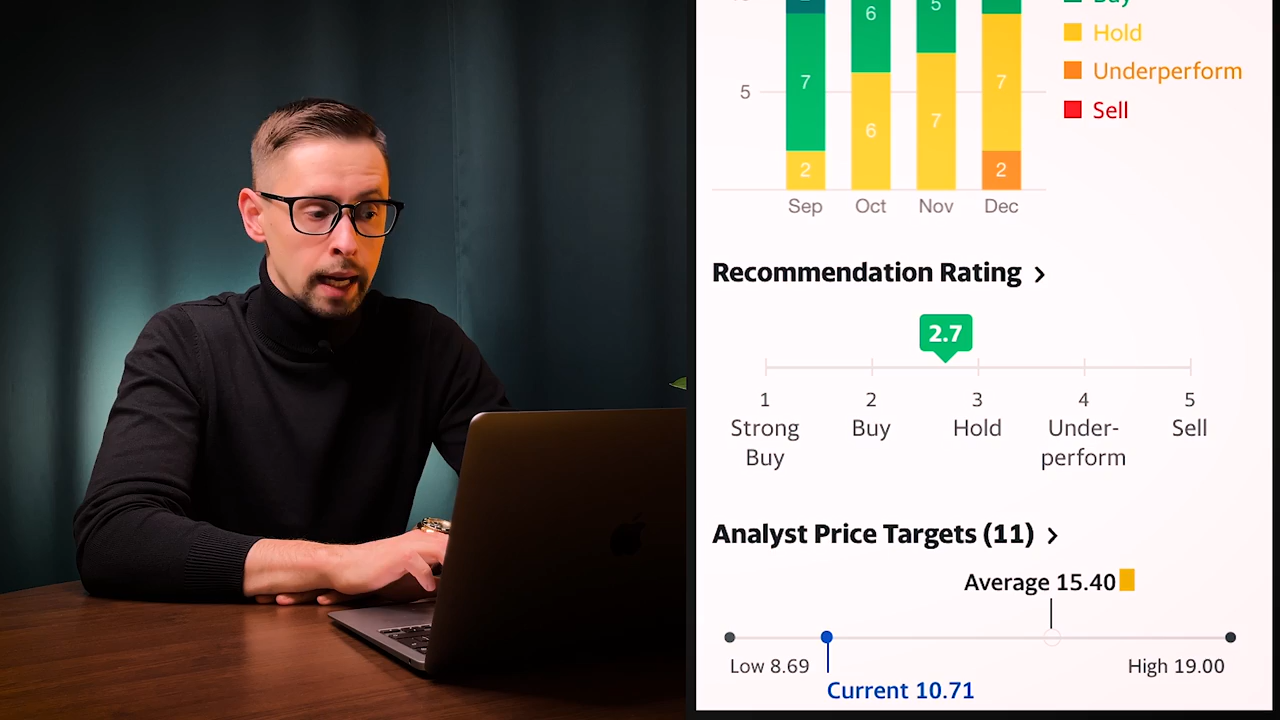 Buy
6
5
Hold
7
7
Underperform
5
6
7
Sell
2
2
Sep Oct Nov Dec
Recommendation Rating >
2.7
1 2 3 4 5
Strong Buy Buy Hold Under-perform Sell
Analyst Price Targets (11) >
Average 15.40
Low 8.69 High 19.00
Current 10.71